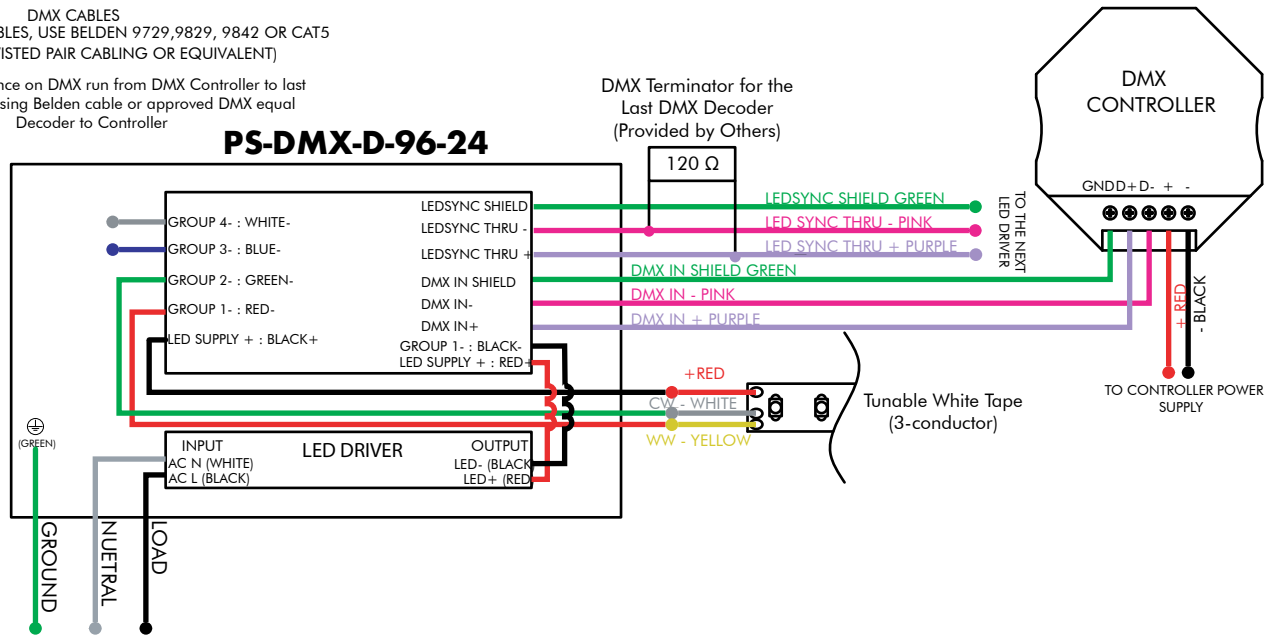 DMX CABLES
BLES, USE BELDEN 9729,9829, 9842 OR CAT5
ISTED PAIR CABLING OR EQUIVALENT)
nce on DMX run from DMX Controller to last
sing Belden cable or approved DMX equal
Decoder to Controller
PS-DMX-D-96-24
DMX Terminator for the
Last DMX Decoder
(Provided by Others)
120 Ω
DMX
CONTROLLER
GND D+ D- + -
GROUP 4- : WHITE-
GROUP 3- : BLUE-
GROUP 2- : GREEN-
GROUP 1- : RED-
LED SUPPLY + : BLACK+
LEDSYNC SHIELD
LEDSYNC THRU -
LEDSYNC THRU +
DMX IN SHIELD
DMX IN-
DMX IN+
GROUP 1- : BLACK-
LED SUPPLY + : RED+
LEDSYNC SHIELD GREEN
LED SYNC THRU - PINK
LED SYNC THRU + PURPLE
TO THE NEXT
LED DRIVER
DMX IN SHIELD GREEN
DMX IN - PINK
DMX IN + PURPLE
+ RED
- BLACK
TO CONTROLLER POWER
SUPPLY
+RED
CW - WHITE
WW - YELLOW
Tunable White Tape
(3-conductor)
(GREEN)
INPUT
AC N (WHITE)
AC L (BLACK)
LED DRIVER
OUTPUT
LED- (BLACK
LED+ (RED
GROUND
NUETRAL
LOAD